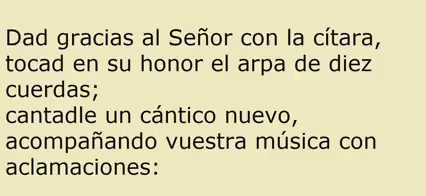 Dad gracias al Señor con la cítara,
tocad en su honor el arpa de diez
cuerdas;
cantadle un cántico nuevo,
acompañando vuestra música con
aclamaciones: